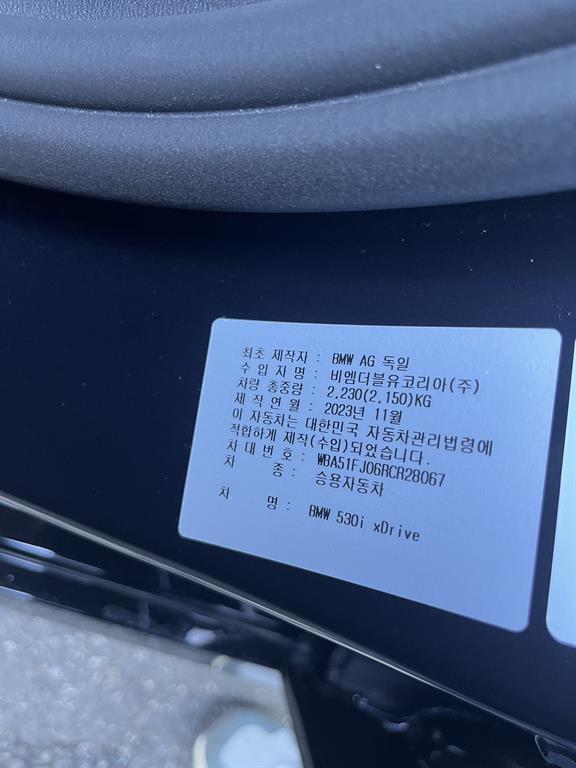 최초 제작자 : BMW AG 독일
수 입 자 명 : 비엠더블유코리아(주)
차량 총중량 : 2,230(2,150)KG
제 작 연 월 : 2023년 11월
이 자동차는 대한민국 자동차관리법령에
적합하게 제작(수입)되었습니다.
차 대 번 호 : WBA51FJ06RCR28067
차 종 : 승용자동차
차 명 : BMW 530i xDrive